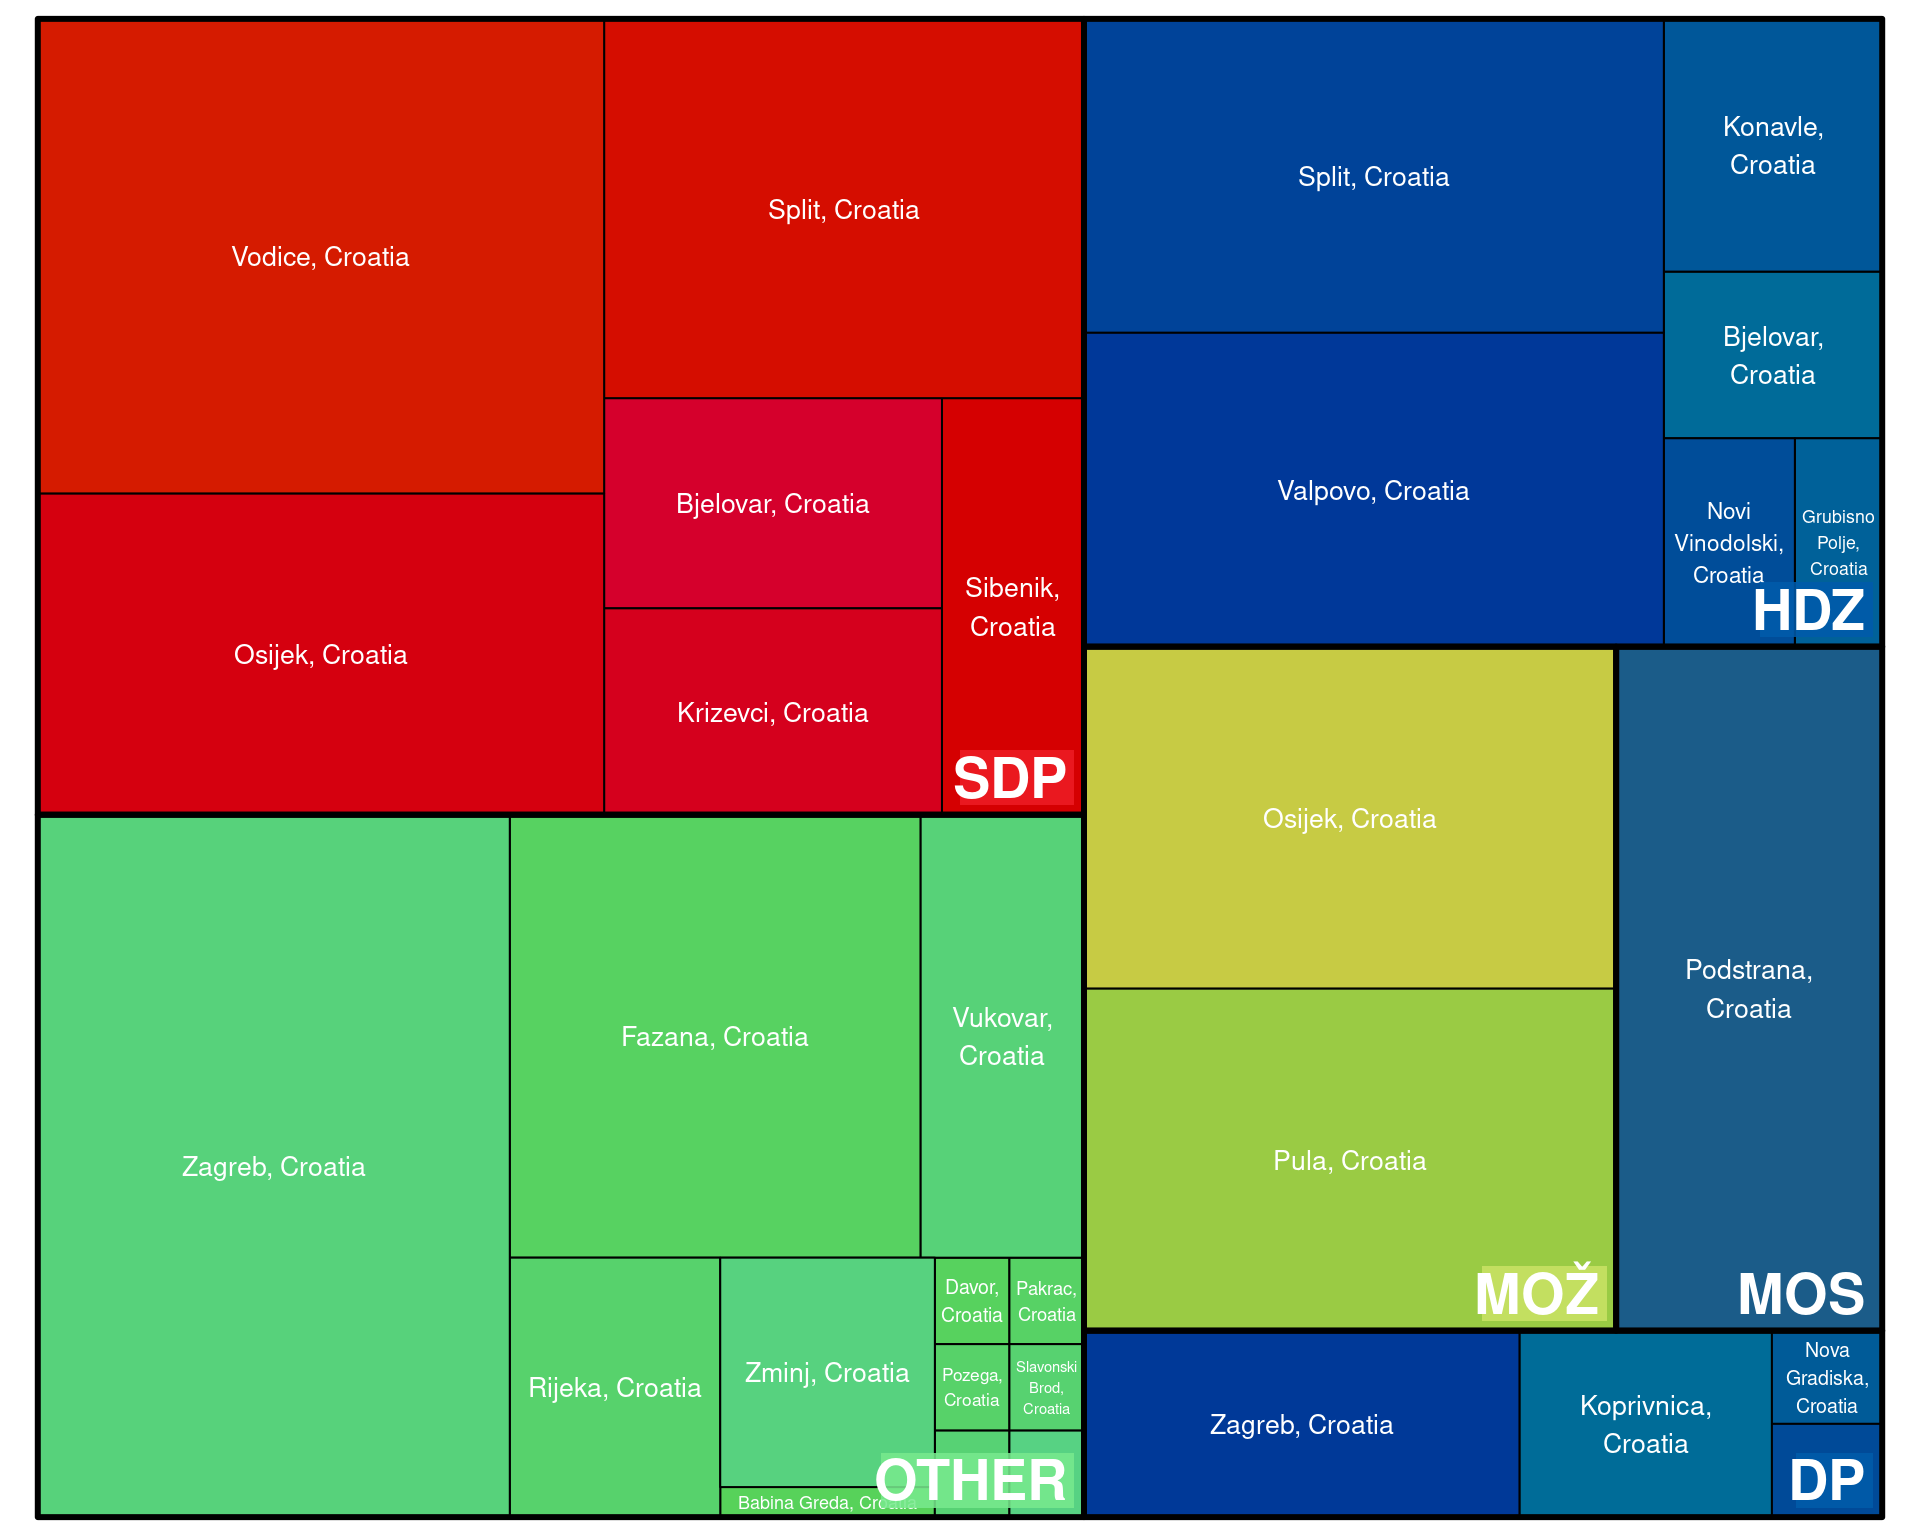 Vodice, Croatia
Split, Croatia
Osijek, Croatia
Bjelovar, Croatia
Krizevci, Croatia
Sibenik,
Croatia
SDP
Split, Croatia
Valpovo, Croatia
Konavle,
Croatia
Bjelovar,
Croatia
Novi
Vinodolski,
Croatia
Grubisno
Polje,
Croatia
HDZ
Zagreb, Croatia
Fazana, Croatia
Vukovar,
Croatia
Rijeka, Croatia
Zminj, Croatia
Babina Greda, Croatia
Davor,
Croatia
Pakrac,
Croatia
Pozega,
Croatia
Slavonski
Brod,
Croatia
OTHER
Osijek, Croatia
Pula, Croatia
MOŽ
Podstrana,
Croatia
MOS
Zagreb, Croatia
Koprivnica,
Croatia
Nova
Gradiska,
Croatia
DP